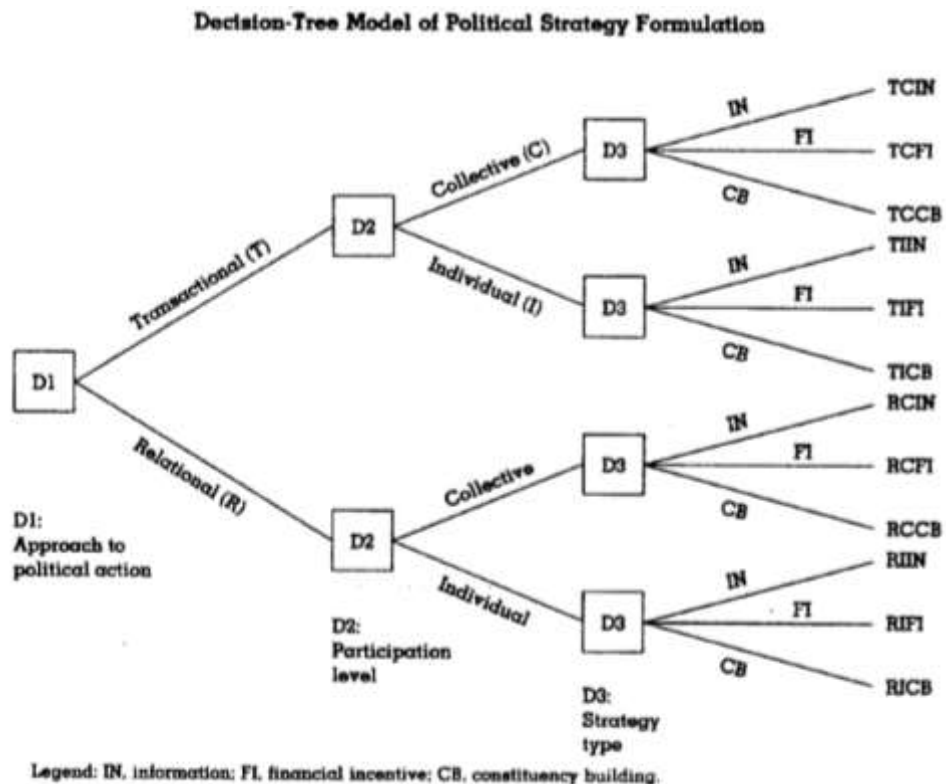 Decision-Tree Model of Political Strategy Formulation
IN
TCIN
D3
FI
TCFI
Collective (C)
CB
TCCB
D2
IN
TIIN
Transactional (T)
Individual (I)
D3
FI
TIFI
CB
TICB
D1
IN
RCIN
Relational (R)
Collective
D3
FI
RCFI
CB
RCCB
D1:
Approach to
political action
D2
IN
RIIN
Individual
D3
FI
RIFI
D2:
Participation
level
CB
RICB
D3:
Strategy
type
Legend: IN, information; FI, financial incentive; CB, constituency building.